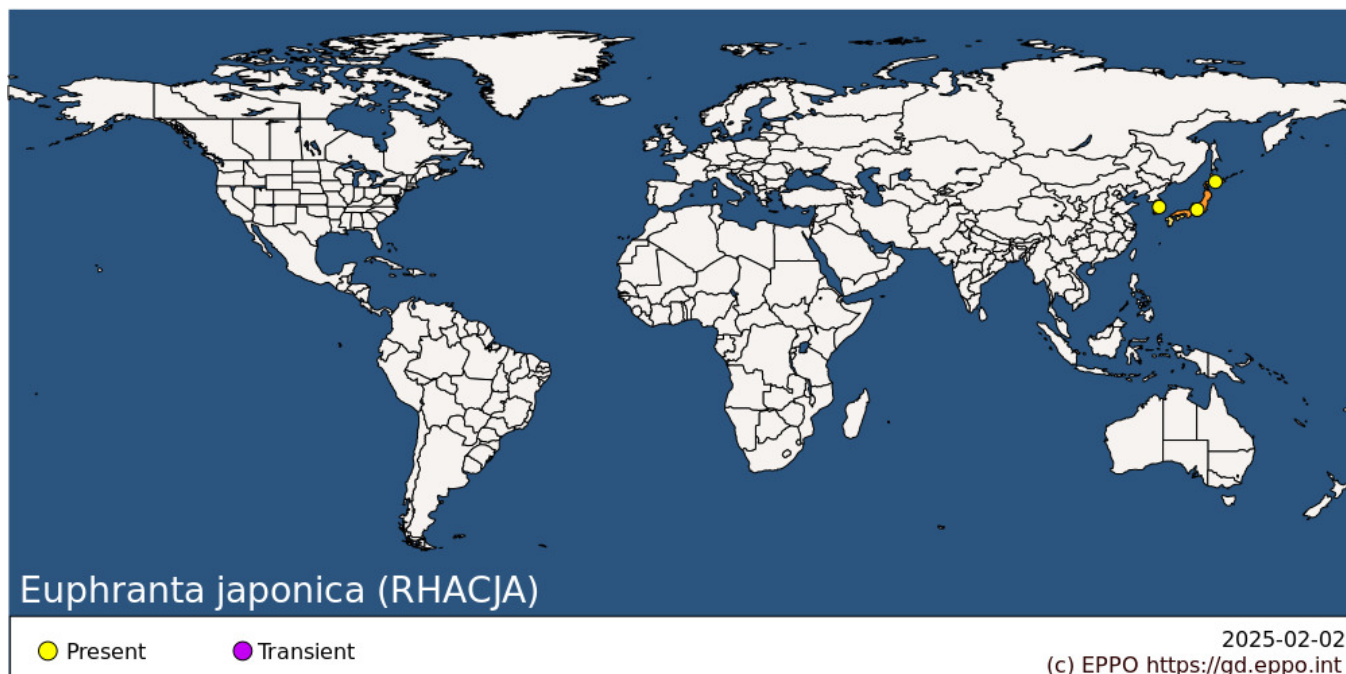 Euphranta japonica (RHACJA)
Present
Transient
2025-02-02
(c) EPPO https://gd.eppo.int